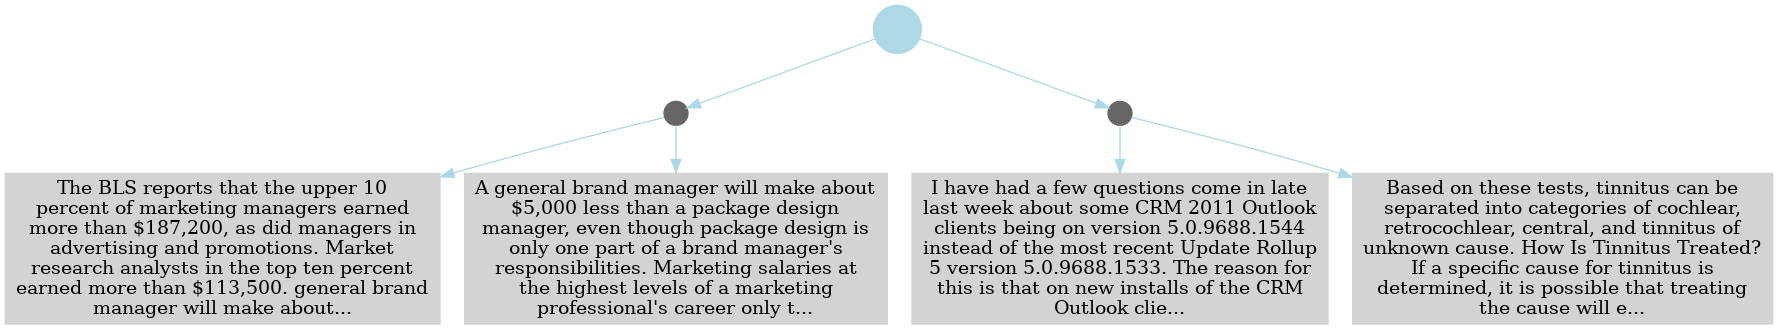 The BLS reports that the upper 10
percent of marketing managers earned
more than $187,200, as did managers in
advertising and promotions. Market
research analysts in the top ten percent
earned more than $113,500. general brand
manager will make about...
A general brand manager will make about
$5,000 less than a package design
manager, even though package design is
only one part of a brand manager's
responsibilities. Marketing salaries at
the highest levels of a marketing
professional's career only t...
I have had a few questions come in late
last week about some CRM 2011 Outlook
clients being on version 5.0.9688.1544
instead of the most recent Update Rollup
5 version 5.0.9688.1533. The reason for
this is that on new installs of the CRM
Outlook clie...
Based on these tests, tinnitus can be
separated into categories of cochlear,
retrocochlear, central, and tinnitus of
unknown cause. How Is Tinnitus Treated?
If a specific cause for tinnitus is
determined, it is possible that treating
the cause will e...